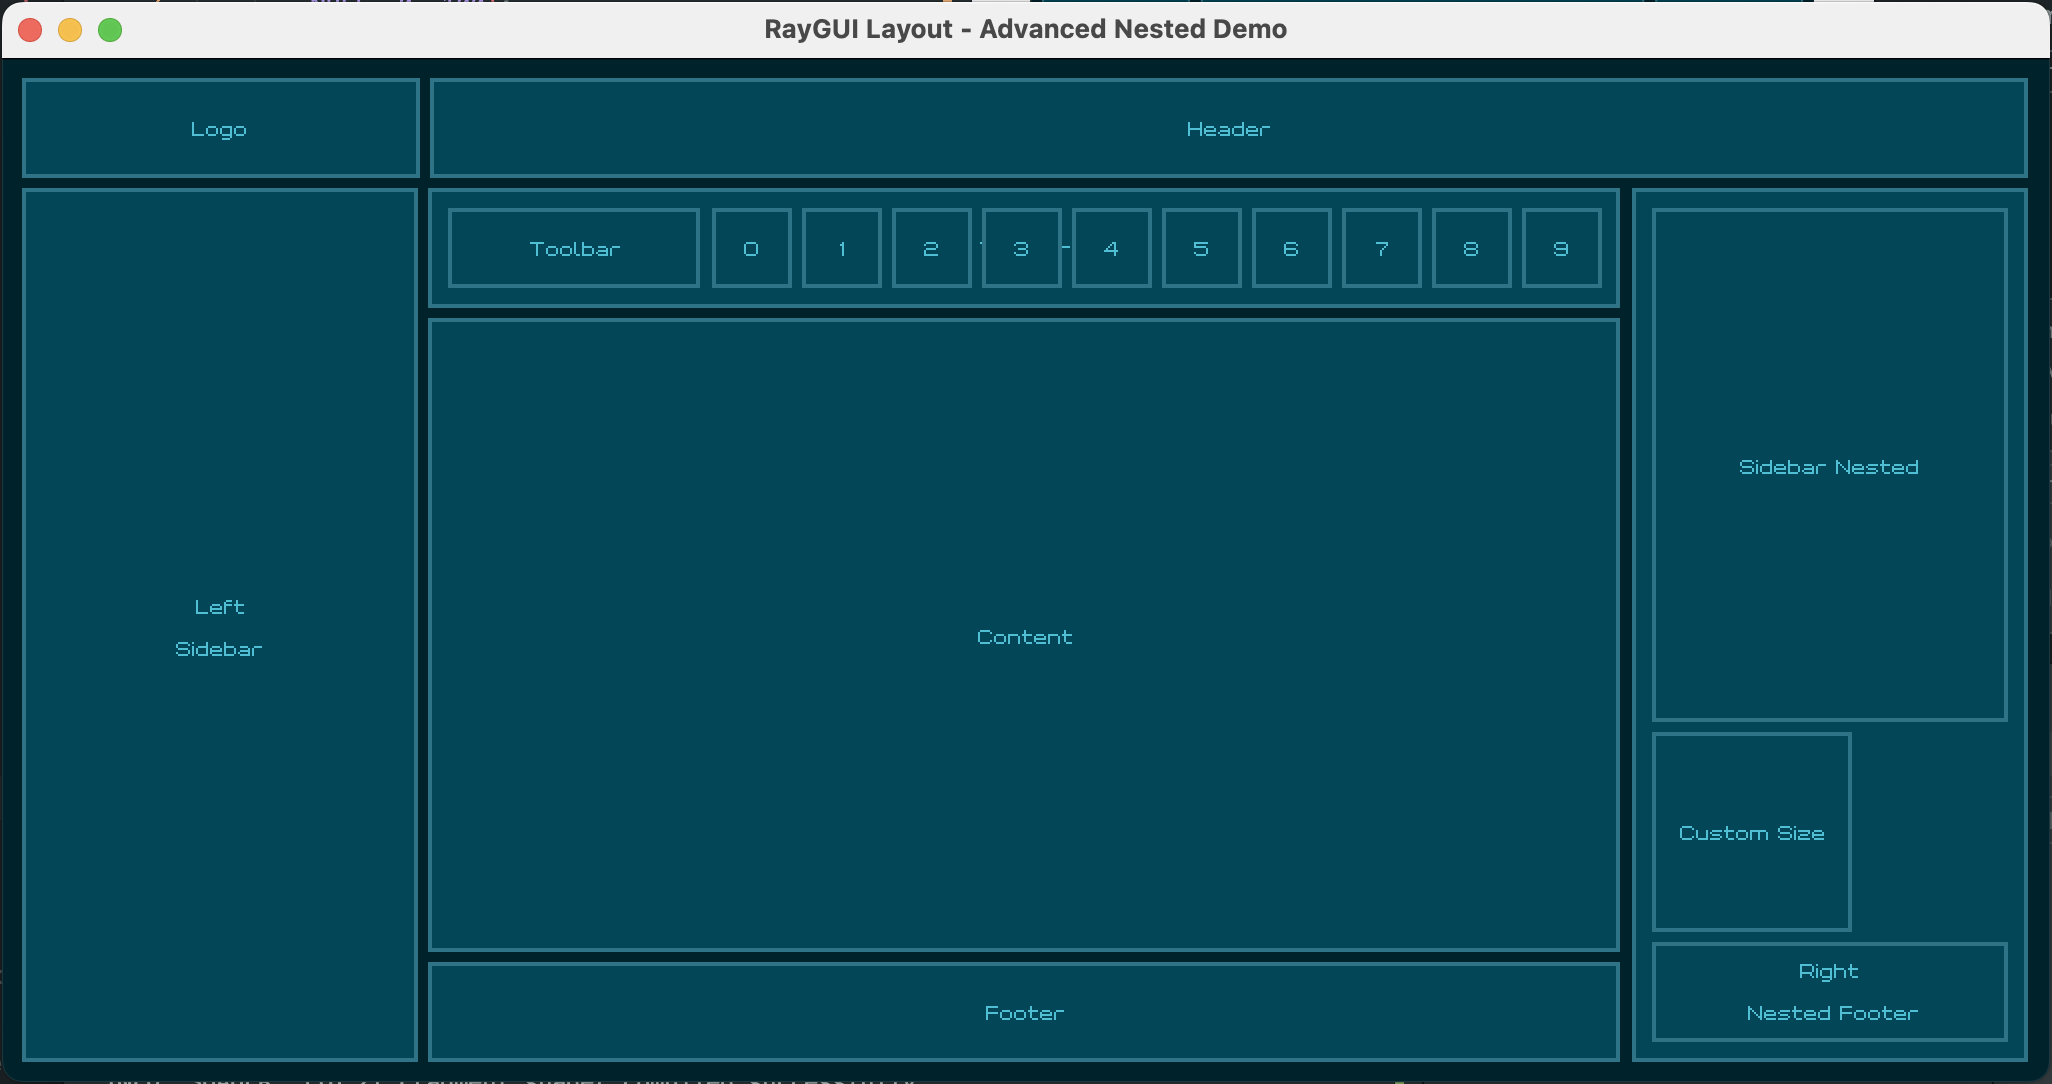 RayGUI Layout - Advanced Nested Demo
Logo
Header
Toolbar
0
1
2
3
4
5
6
7
8
9
Left
Sidebar
Content
Sidebar Nested
Custom Size
Right
Nested Footer
Footer